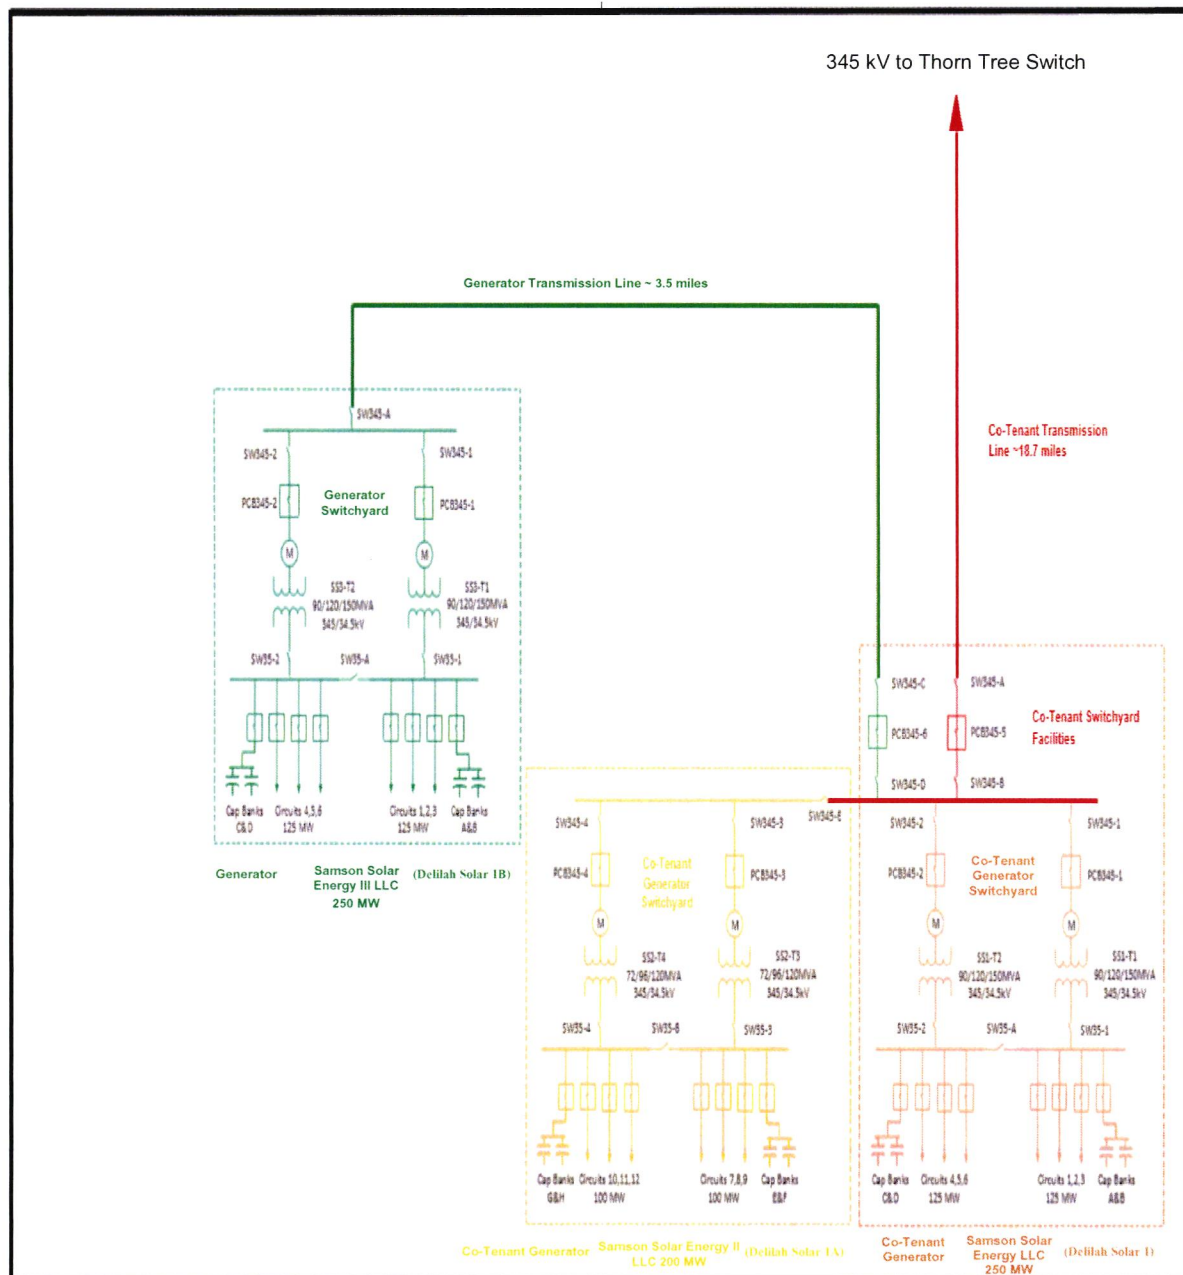 345 kV to Thorn Tree Switch
Generator Transmission Line ~ 3.5 miles
Co-Tenant Transmission
Line ~18.7 miles
SW345-A
SW345-2
SW345-1
PCB345-2
Generator
Switchyard
PCB345-1
M
M
SS3-T2
90/120/150MVA
345/34.5kV
SS3-T1
90/120/150MVA
345/34.5kV
SW35-2
SW35-A
SW35-1
Cap Banks
C&D
Circuits 4,5,6
125 MW
Circuits 1,2,3
125 MW
Cap Banks
A&B
Generator
Samson Solar
Energy III LLC
250 MW
(Delilah Solar 1B)
SW345-C
SW345-A
PCB345-6
PCB345-5
Co-Tenant Switchyard
Facilities
SW345-D
SW345-B
SW345-E
SW345-4
SW345-3
PCB345-4
Co-Tenant
Generator
Switchyard
PCB345-3
M
M
SS2-T4
72/96/120MVA
345/34.5kV
SS2-T3
72/96/120MVA
345/34.5kV
SW35-4
SW35-B
SW35-3
Cap Banks
G&H
Circuits 10,11,12
100 MW
Circuits 7,8,9
100 MW
Cap Banks
E&F
Co-Tenant Generator
Samson Solar Energy II
LLC 200 MW
(Delilah Solar 1A)
SW345-2
SW345-1
PCB345-2
Co-Tenant
Generator
Switchyard
PCB345-1
M
M
SS1-T2
90/120/150MVA
345/34.5kV
SS1-T1
90/120/150MVA
345/34.5kV
SW35-2
SW35-A
SW35-1
Cap Banks
C&D
Circuits 4,5,6
125 MW
Circuits 1,2,3
125 MW
Cap Banks
A&B
Co-Tenant
Generator
Samson Solar
Energy LLC
250 MW
(Delilah Solar 1)